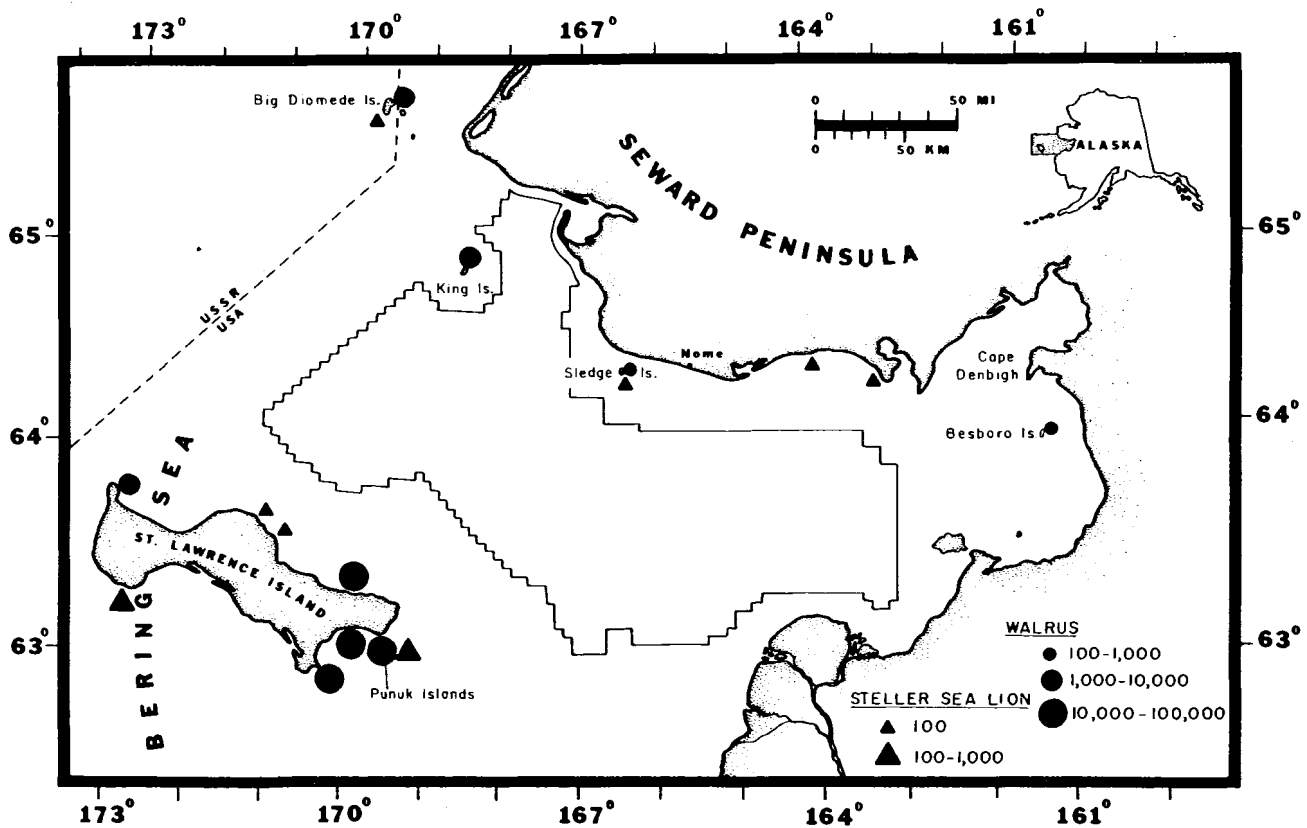 173° 170° 167° 164° 161°
Big Diomede Is.
0 50 MI
0 50 KM
ALASKA
SEWARD PENINSULA
65° 65°
King Is.
USSR
USA
Nome
Sledge Is.
Cape
Denbigh
64° 64°
Besboro Is.
BERING SEA
ST. LAWRENCE ISLAND
63° 63°
Punuk Islands
WALRUS
100-1,000
1,000-10,000
10,000-100,000
STELLER SEA LION
100
100-1,000
173° 170° 167° 164° 161°